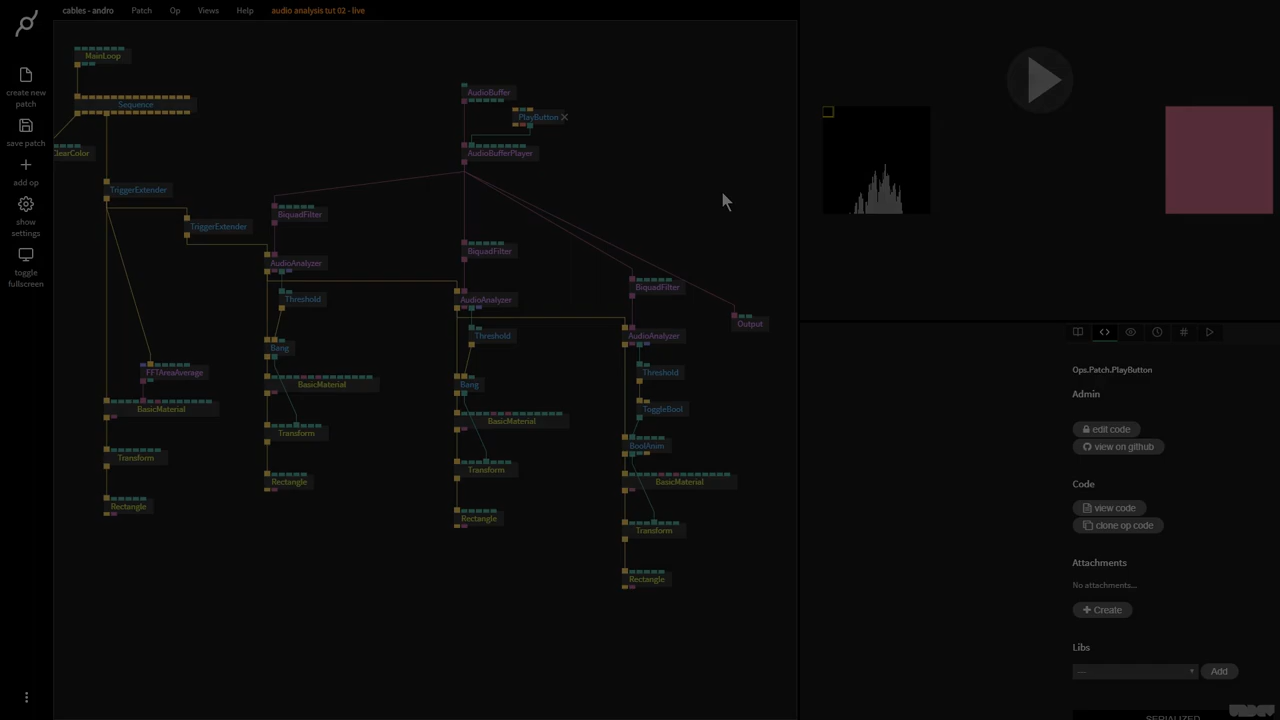 cables - andro
Patch
Op
Views
Help
audio analysis tut 02 - live
create new
patch
save patch
add op
show
settings
toggle
fullscreen
MainLoop
Sequence
ClearColor
TriggerExtender
TriggerExtender
FFTAreaAverage
BasicMaterial
Transform
Rectangle
BiquadFilter
AudioAnalyzer
Threshold
Bang
BasicMaterial
Transform
Rectangle
AudioBuffer
PlayButton
AudioBufferPlayer
BiquadFilter
AudioAnalyzer
Threshold
Bang
BasicMaterial
Transform
Rectangle
BiquadFilter
Output
AudioAnalyzer
Threshold
ToggleBool
BoolAnim
BasicMaterial
Transform
Rectangle
Ops.Patch.PlayButton
Admin
edit code
view on github
Code
view code
clone op code
Attachments
No attachments...
+ Create
Libs
---
Add
SERIALIZED